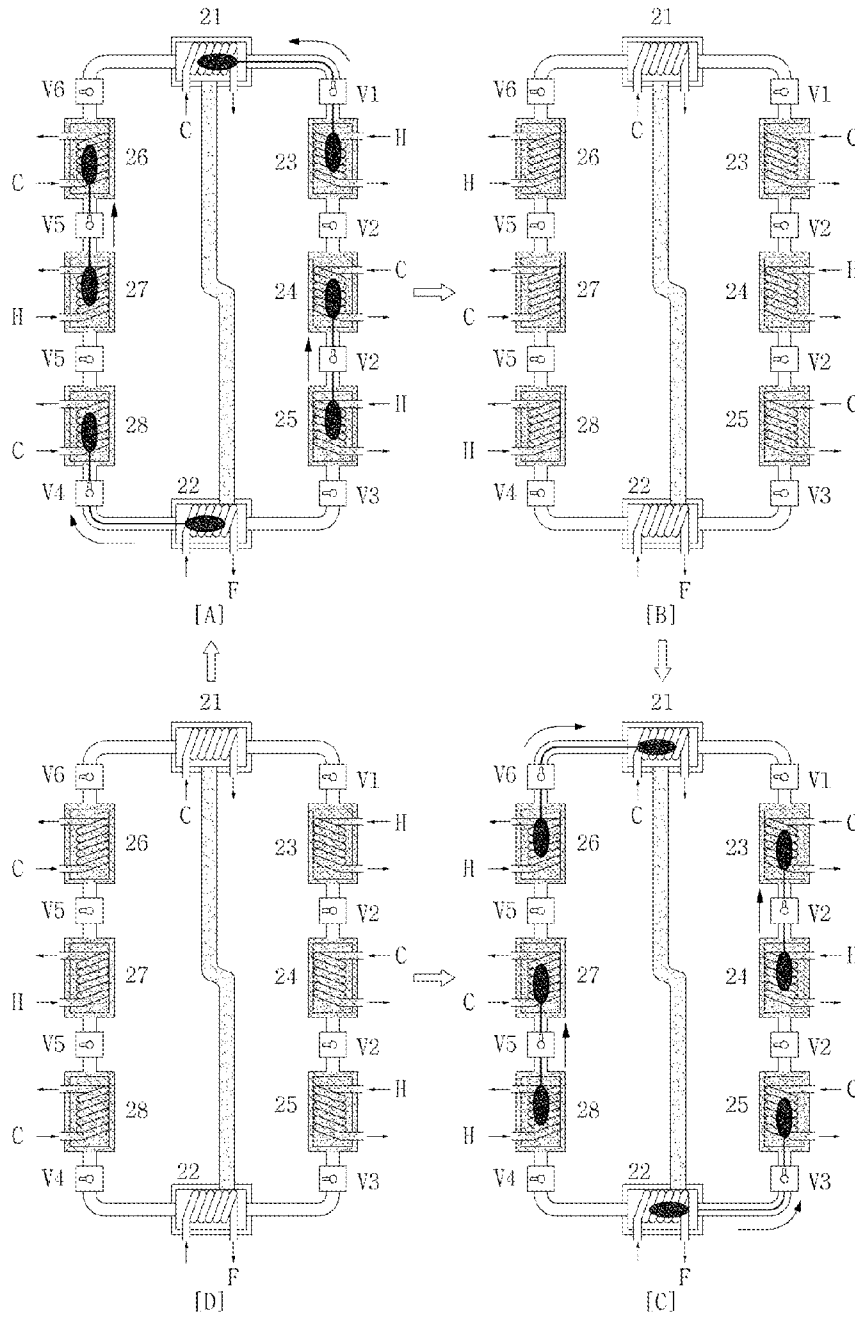 21 21
V6 V1 V6 V1
C C
26 H 26 C
C 23 H 23
V5 V2 V5 V2
27 C 27 H
H 24 C 24
V5 V2 V5 V2
28 H 28 C
C 25 H 25
V4 22 V3 V4 22 V3
F F
[A] [B]
21 21
V6 V1 V6 V1
C C
26 H 26 C
C 23 H 23
V5 V2 V5 V2
27 C 27 H
H 24 C 24
V5 V2 V5 V2
28 H 28 C
C 25 H 25
V4 22 V3 V4 22 V3
F F
[D] [C]